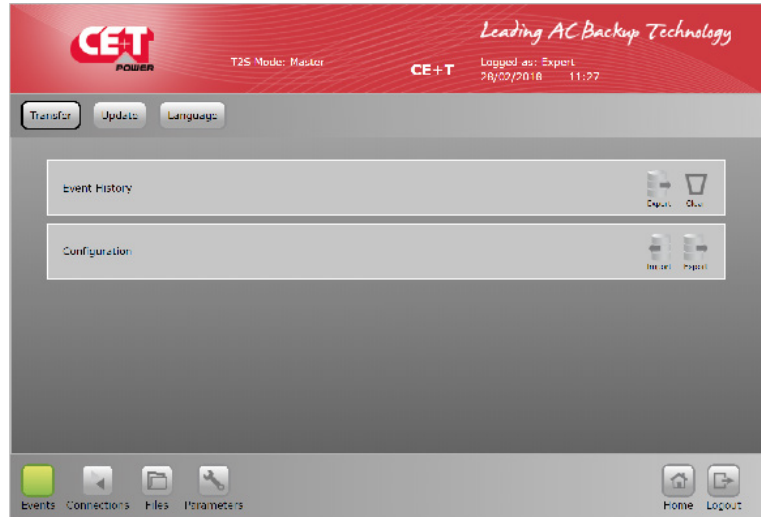 CE+T
POWER
Leading AC Backup Technology
T2S Mode: Master
CE+T
Logged as: Expert
28/02/2018 11:27
Transfer Update Language
Event History
Export Clear
Configuration
Import Export
Events Connections Files Parameters
Home Logout